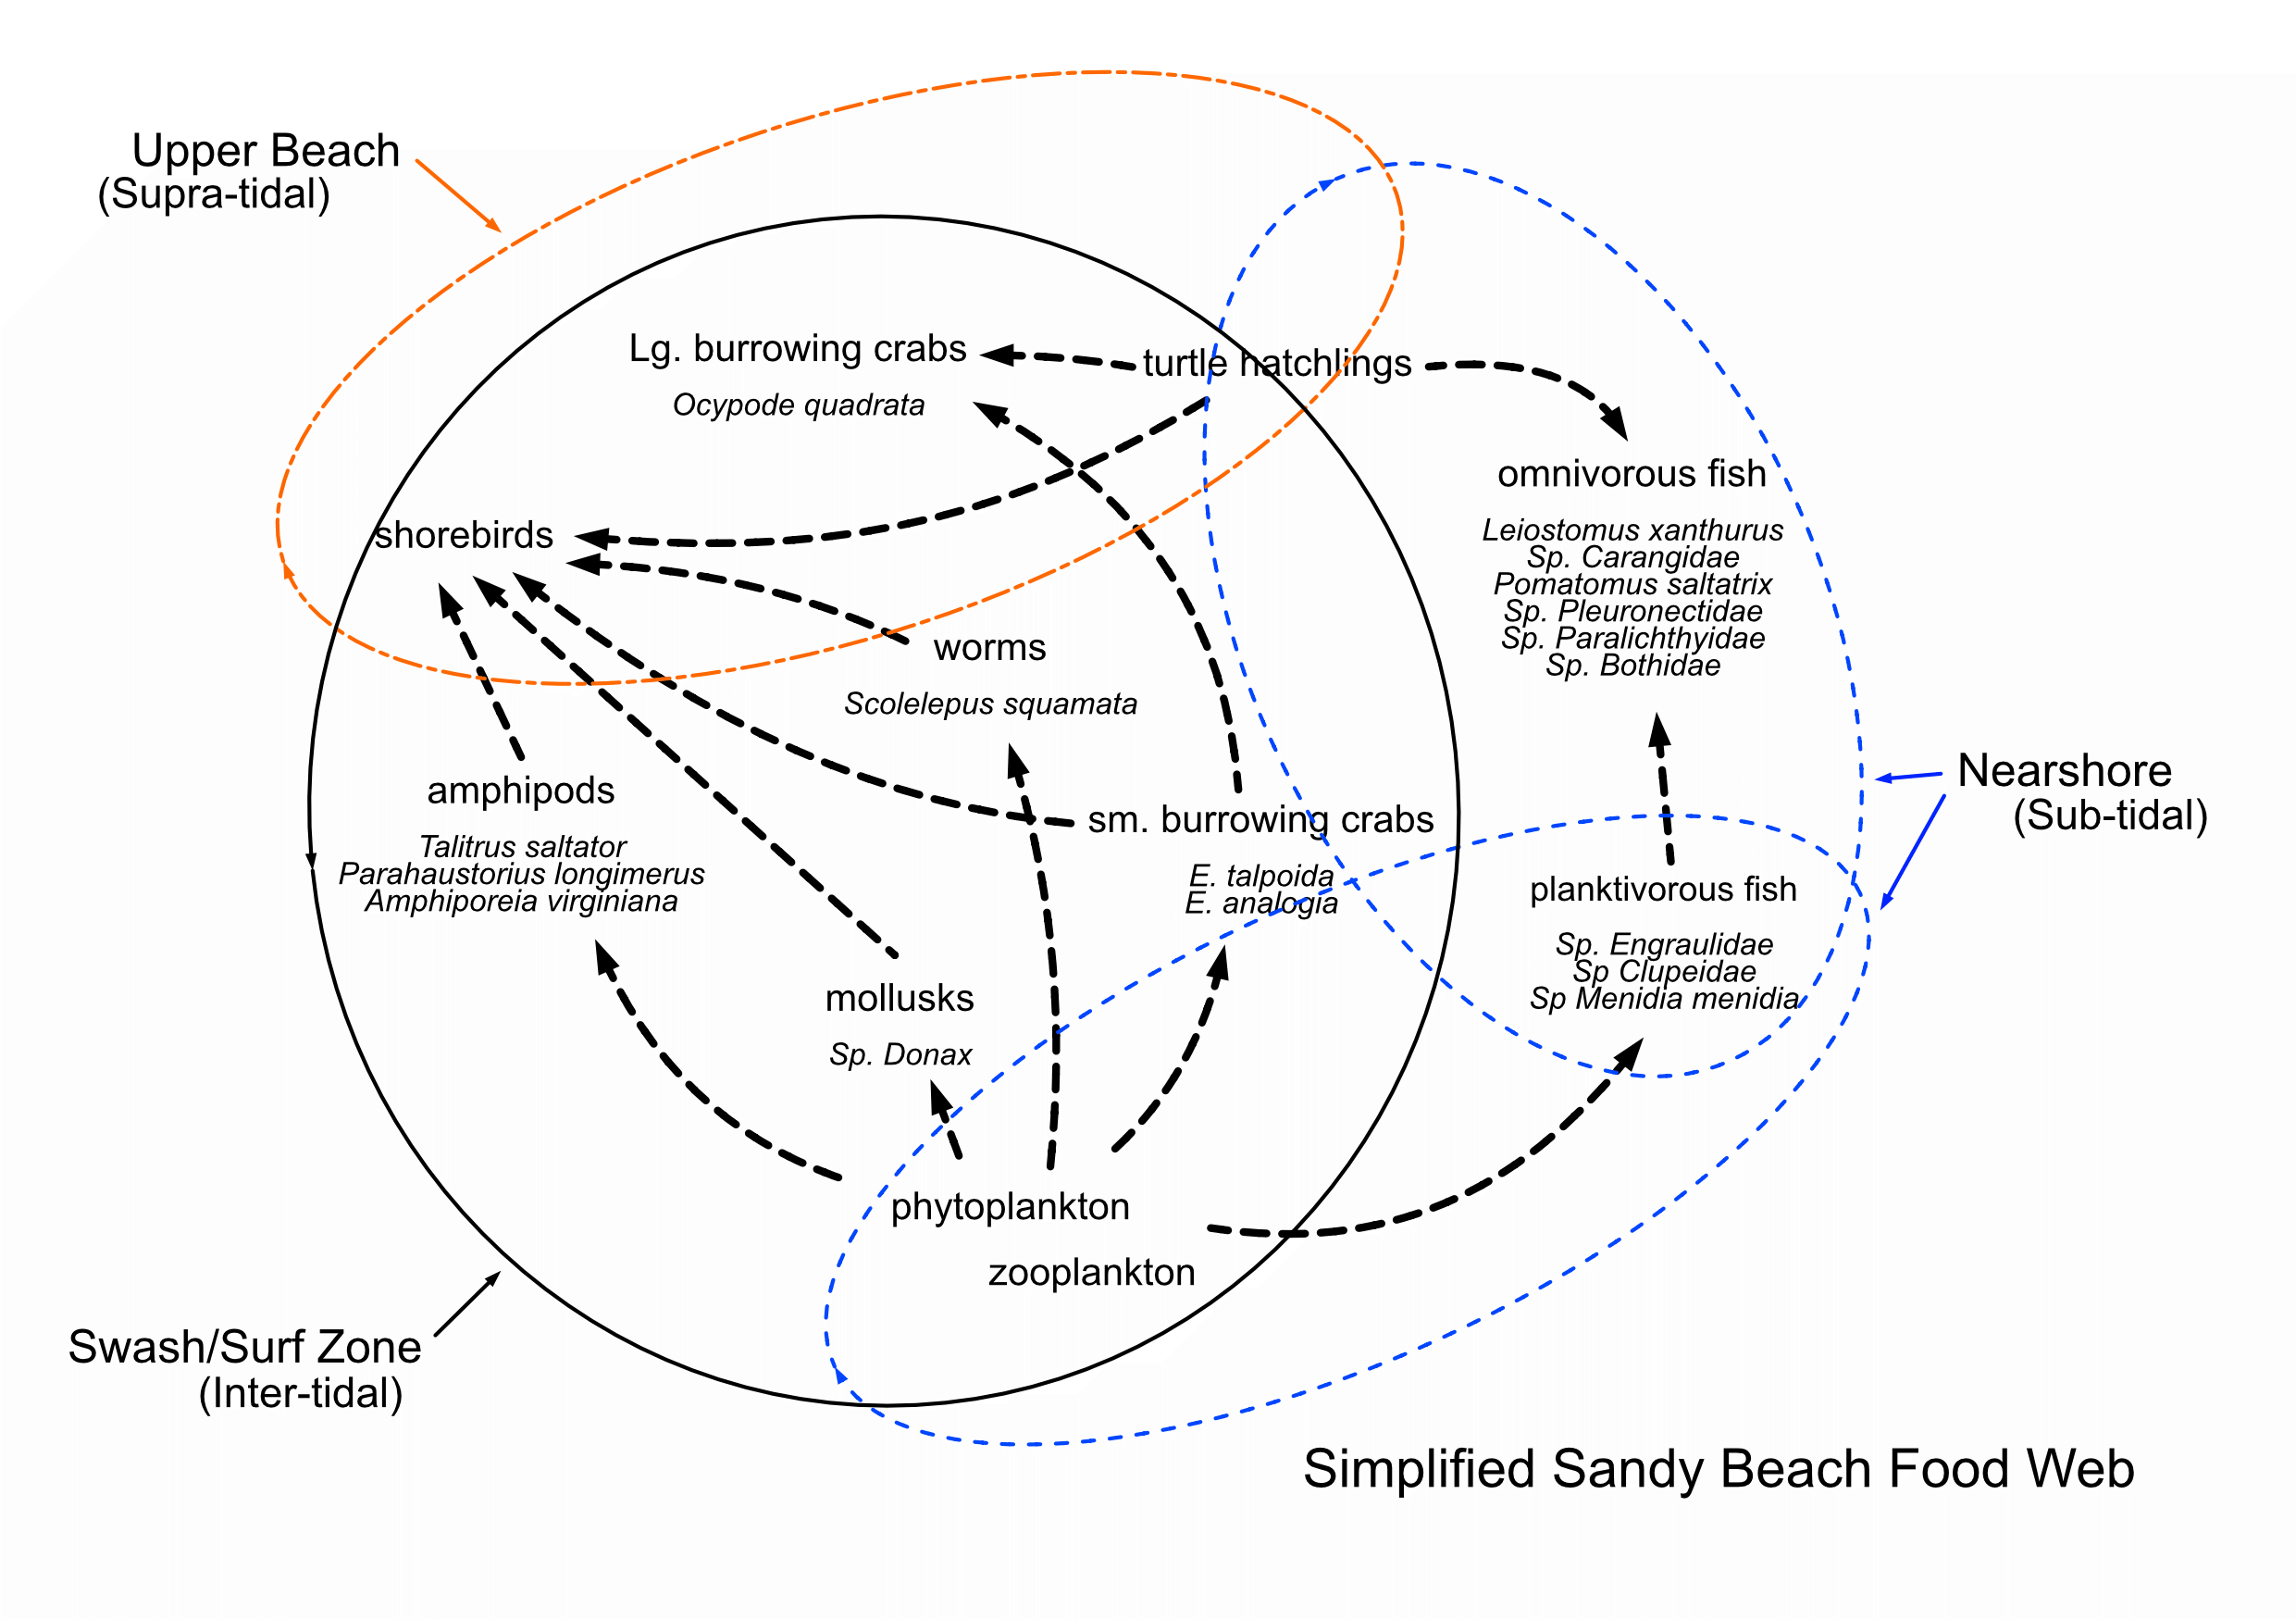 Upper Beach
(Supra-tidal)
Lg. burrowing crabs
Ocypode quadrata
turtle hatchlings
omnivorous fish
Leiostomus xanthurus
Sp. Carangidae
Pomatomus saltatrix
Sp. Pleuronectidae
Sp. Paralichthyidae
Sp. Bothidae
shorebirds
worms
Scolelepus squamata
amphipods
Talitrus saltator
Parahaustorius longimerus
Amphiporeia virginiana
sm. burrowing crabs
E. talpoida
E. analogia
Nearshore
(Sub-tidal)
planktivorous fish
Sp. Engraulidae
Sp Clupeidae
Sp Menidia menidia
mollusks
Sp. Donax
phytoplankton
zooplankton
Swash/Surf Zone
(Inter-tidal)
Simplified Sandy Beach Food Web